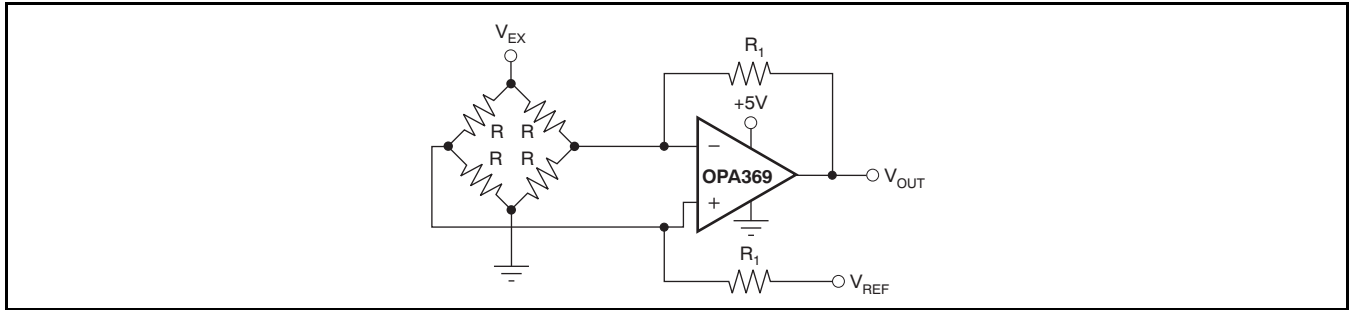 V_EX
R_1
+5V
R R
R R
−
OPA369
+
V_OUT
R_1
V_REF